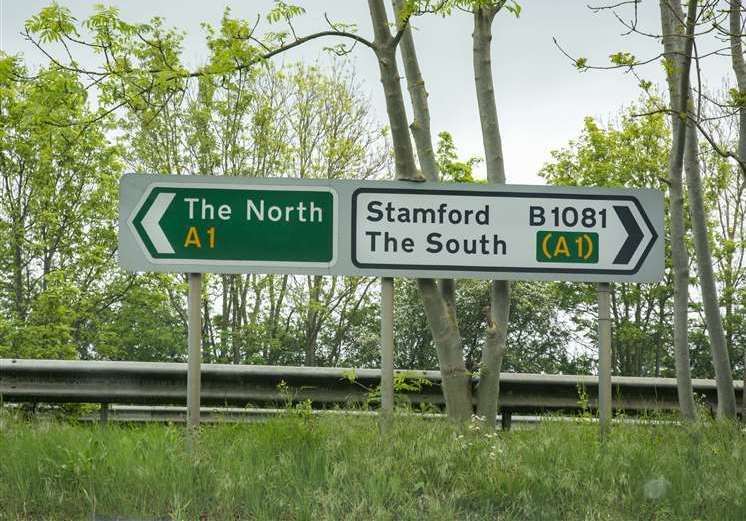 The North
A1
Stamford B1081
The South (A1)